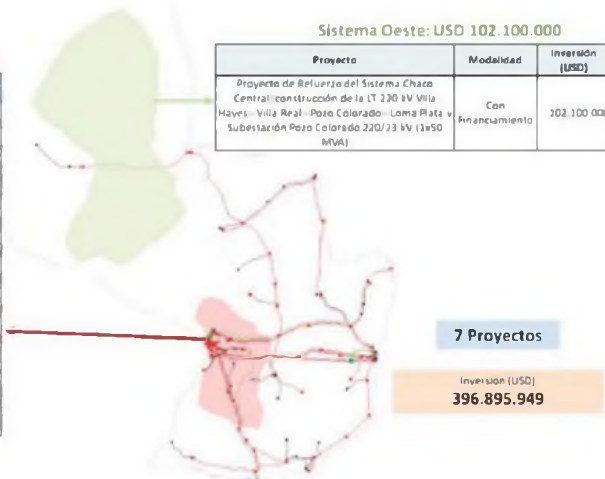 Sistema Oeste: USD 102.100.000
Proyecto
Modalidad
Inversión
(USD)
Proyecto de Refuerzo del Sistema Chaco
Central: construcción de la LT 220 kV Villa
Hayes - Villa Real - Pozo Colorado - Loma Plata y
Subestación Pozo Colorado 220/23 kV (1x50
MVA)
Con
Financiamiento
102.100.000
7 Proyectos
Inversión (USD)
396.895.949